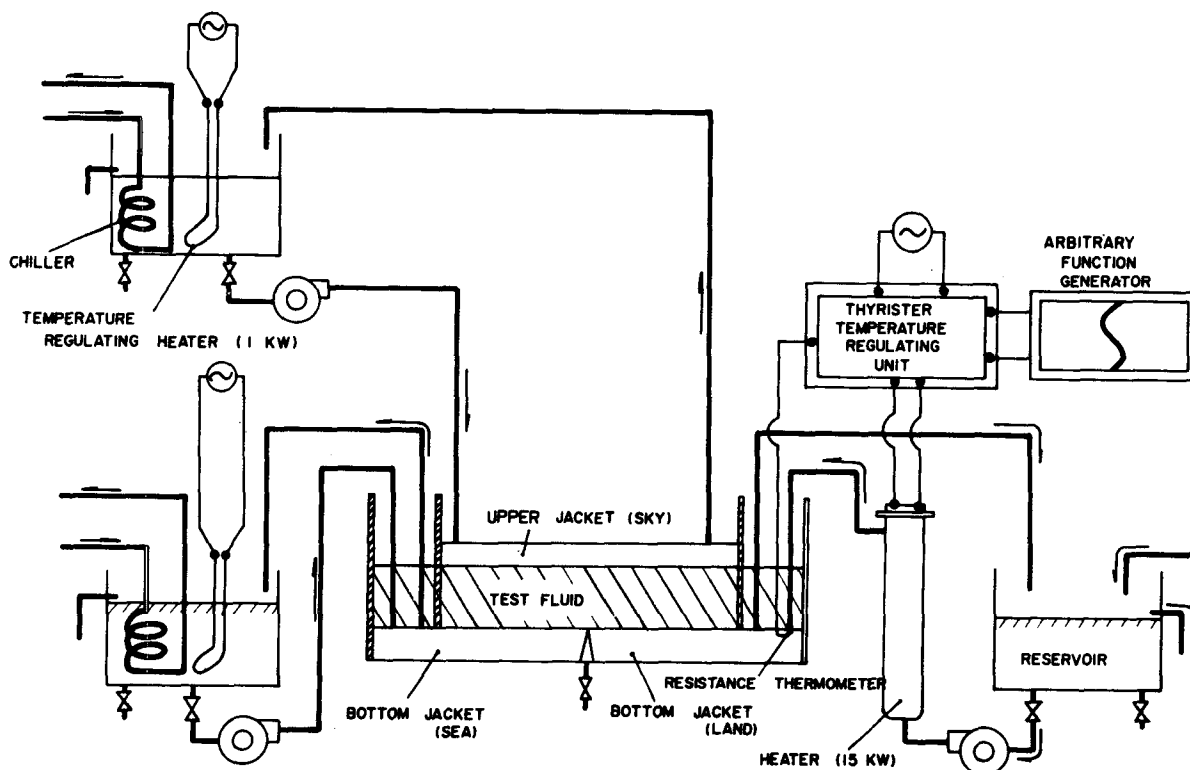 CHILLER
TEMPERATURE
REGULATING HEATER (1 KW)
ARBITRARY
FUNCTION
GENERATOR
THYRISTER
TEMPERATURE
REGULATING
UNIT
UPPER JACKET (SKY)
TEST FLUID
RESISTANCE THERMOMETER
RESERVOIR
BOTTOM JACKET
(SEA)
BOTTOM JACKET
(LAND)
HEATER (15 KW)